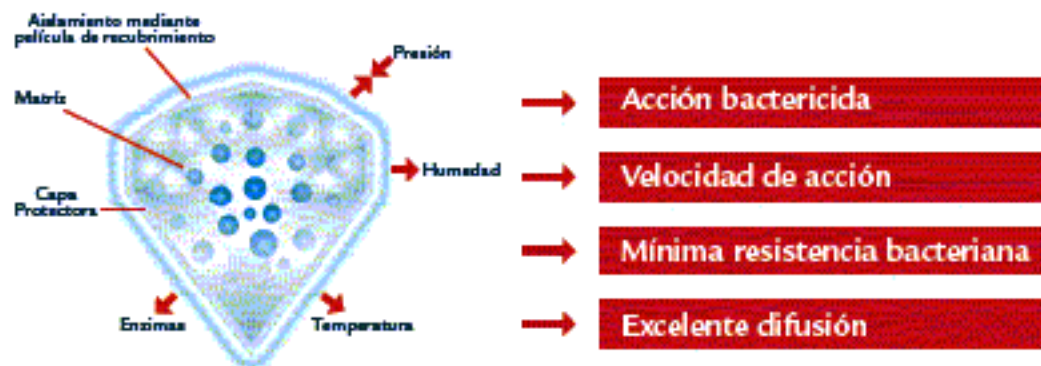 Aislamiento mediante
película de recubrimiento
Presión
Matríz
Humedad
Capa
Protectora
Enzimas
Temperatura
Acción bactericida
Velocidad de acción
Mínima resistencia bacteriana
Excelente difusión